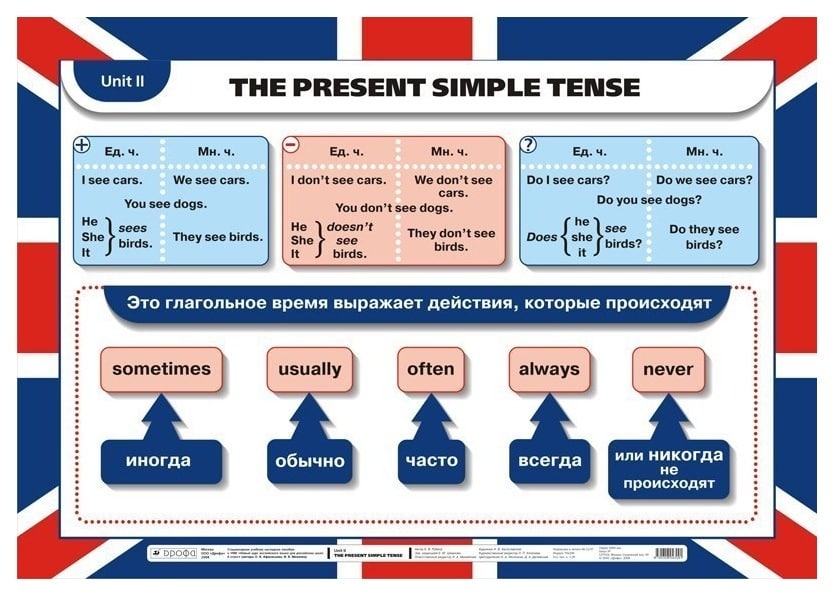 Unit II
THE PRESENT SIMPLE TENSE
+
Ед. ч. Мн. ч.
I see cars. We see cars.
You see dogs.
He
She
It
sees
birds.
They see birds.
−
Ед. ч. Мн. ч.
I don't see cars. We don't see
cars.
You don't see dogs.
He
She
It
doesn't
see
birds.
They don't see
birds.
?
Ед. ч. Мн. ч.
Do I see cars? Do we see cars?
Do you see dogs?
Does
he
she
it
see
birds?
Do they see
birds?
Это глагольное время выражает действия, которые происходят
sometimes usually often always never
иногда обычно часто всегда
или никогда
не
происходят
дрофа
Unit II
THE PRESENT SIMPLE TENSE